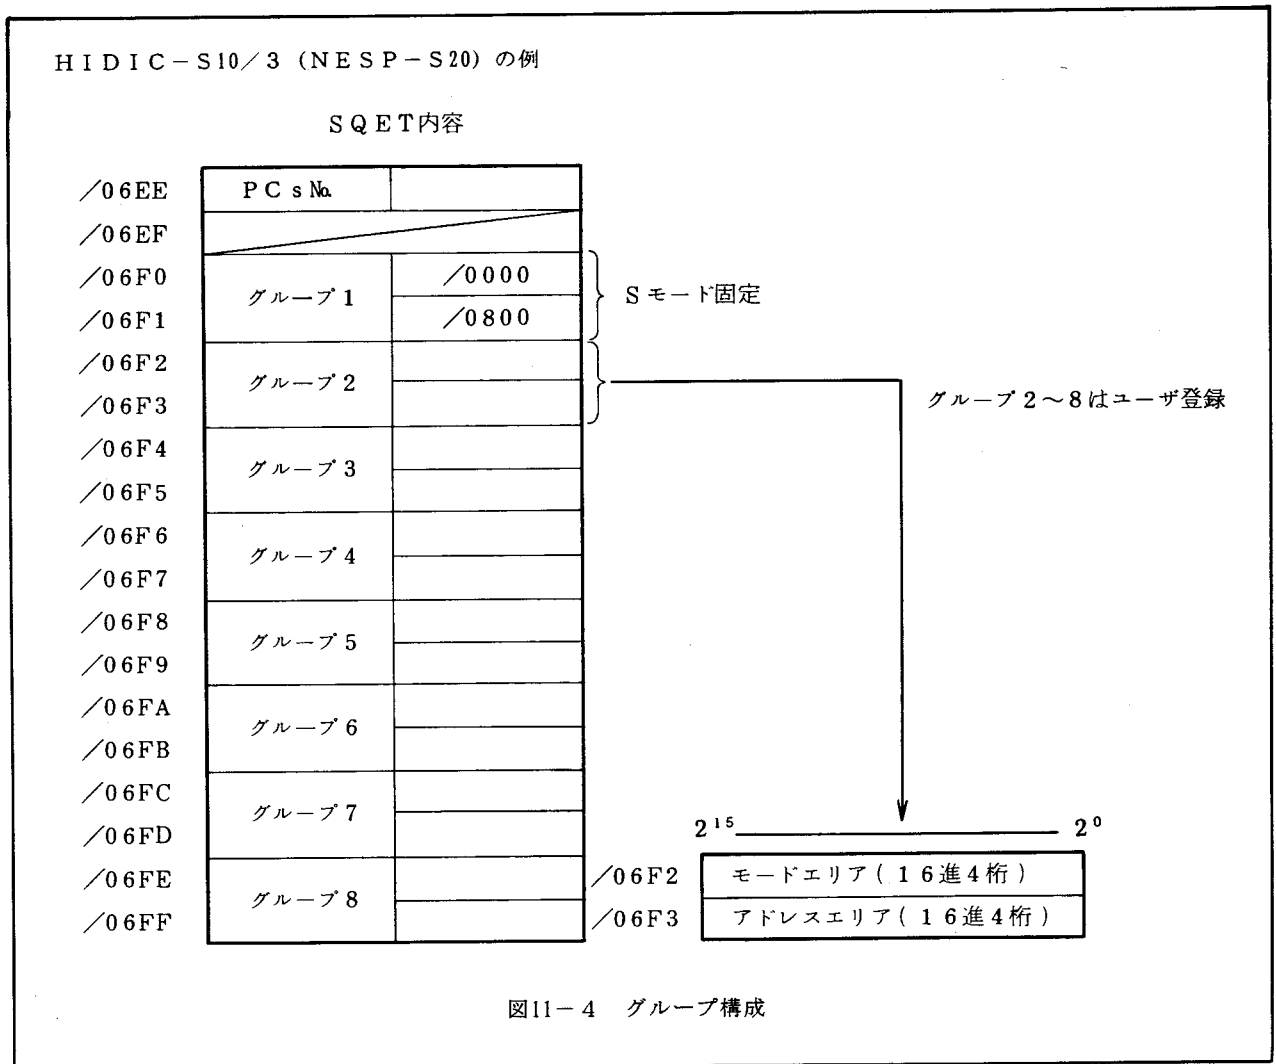 HIDIC-S10/3 (NESP-S20) の例
SQET内容
/06EE PCs№
/06EF
/06F0 グループ1 /0000
/06F1 /0800
Sモード固定
/06F2 グループ2
/06F3
グループ2～8はユーザ登録
/06F4 グループ3
/06F5
/06F6 グループ4
/06F7
/06F8 グループ5
/06F9
/06FA グループ6
/06FB
/06FC グループ7
/06FD
2¹⁵ 2⁰
/06FE グループ8
/06FF
/06F2 モードエリア(16進4桁)
/06F3 アドレスエリア(16進4桁)
図11-4 グループ構成